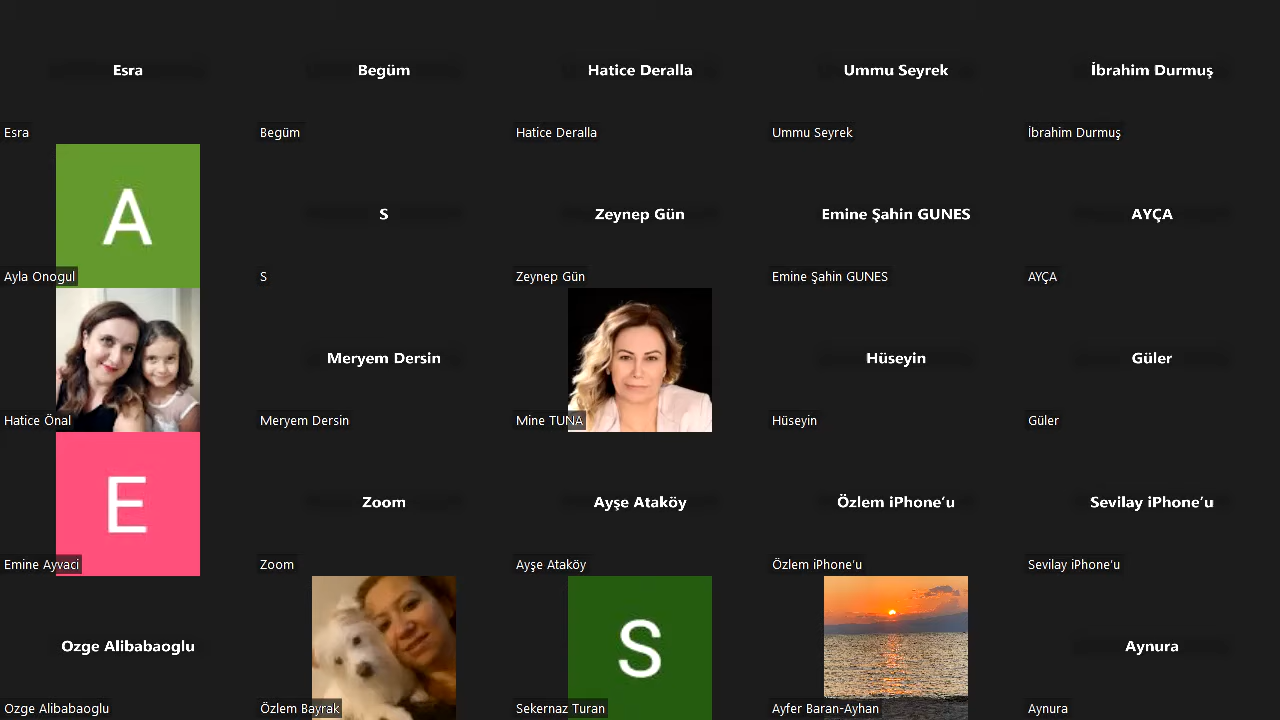 Esra
Begüm
Hatice Deralla
Ummu Seyrek
İbrahim Durmuş
Esra
Begüm
Hatice Deralla
Ummu Seyrek
İbrahim Durmuş
A
S
Zeynep Gün
Emine Şahin GUNES
AYÇA
Ayla Onogul
S
Zeynep Gün
Emine Şahin GUNES
AYÇA
Meryem Dersin
Hüseyin
Güler
Hatice Önal
Meryem Dersin
Mine TUNA
Hüseyin
Güler
E
Zoom
Ayşe Ataköy
Özlem iPhone'u
Sevilay iPhone'u
Emine Ayvaci
Zoom
Ayşe Ataköy
Özlem iPhone'u
Sevilay iPhone'u
Ozge Alibabaoglu
S
Aynura
Ozge Alibabaoglu
Özlem Bayrak
Sekernaz Turan
Ayfer Baran-Ayhan
Aynura